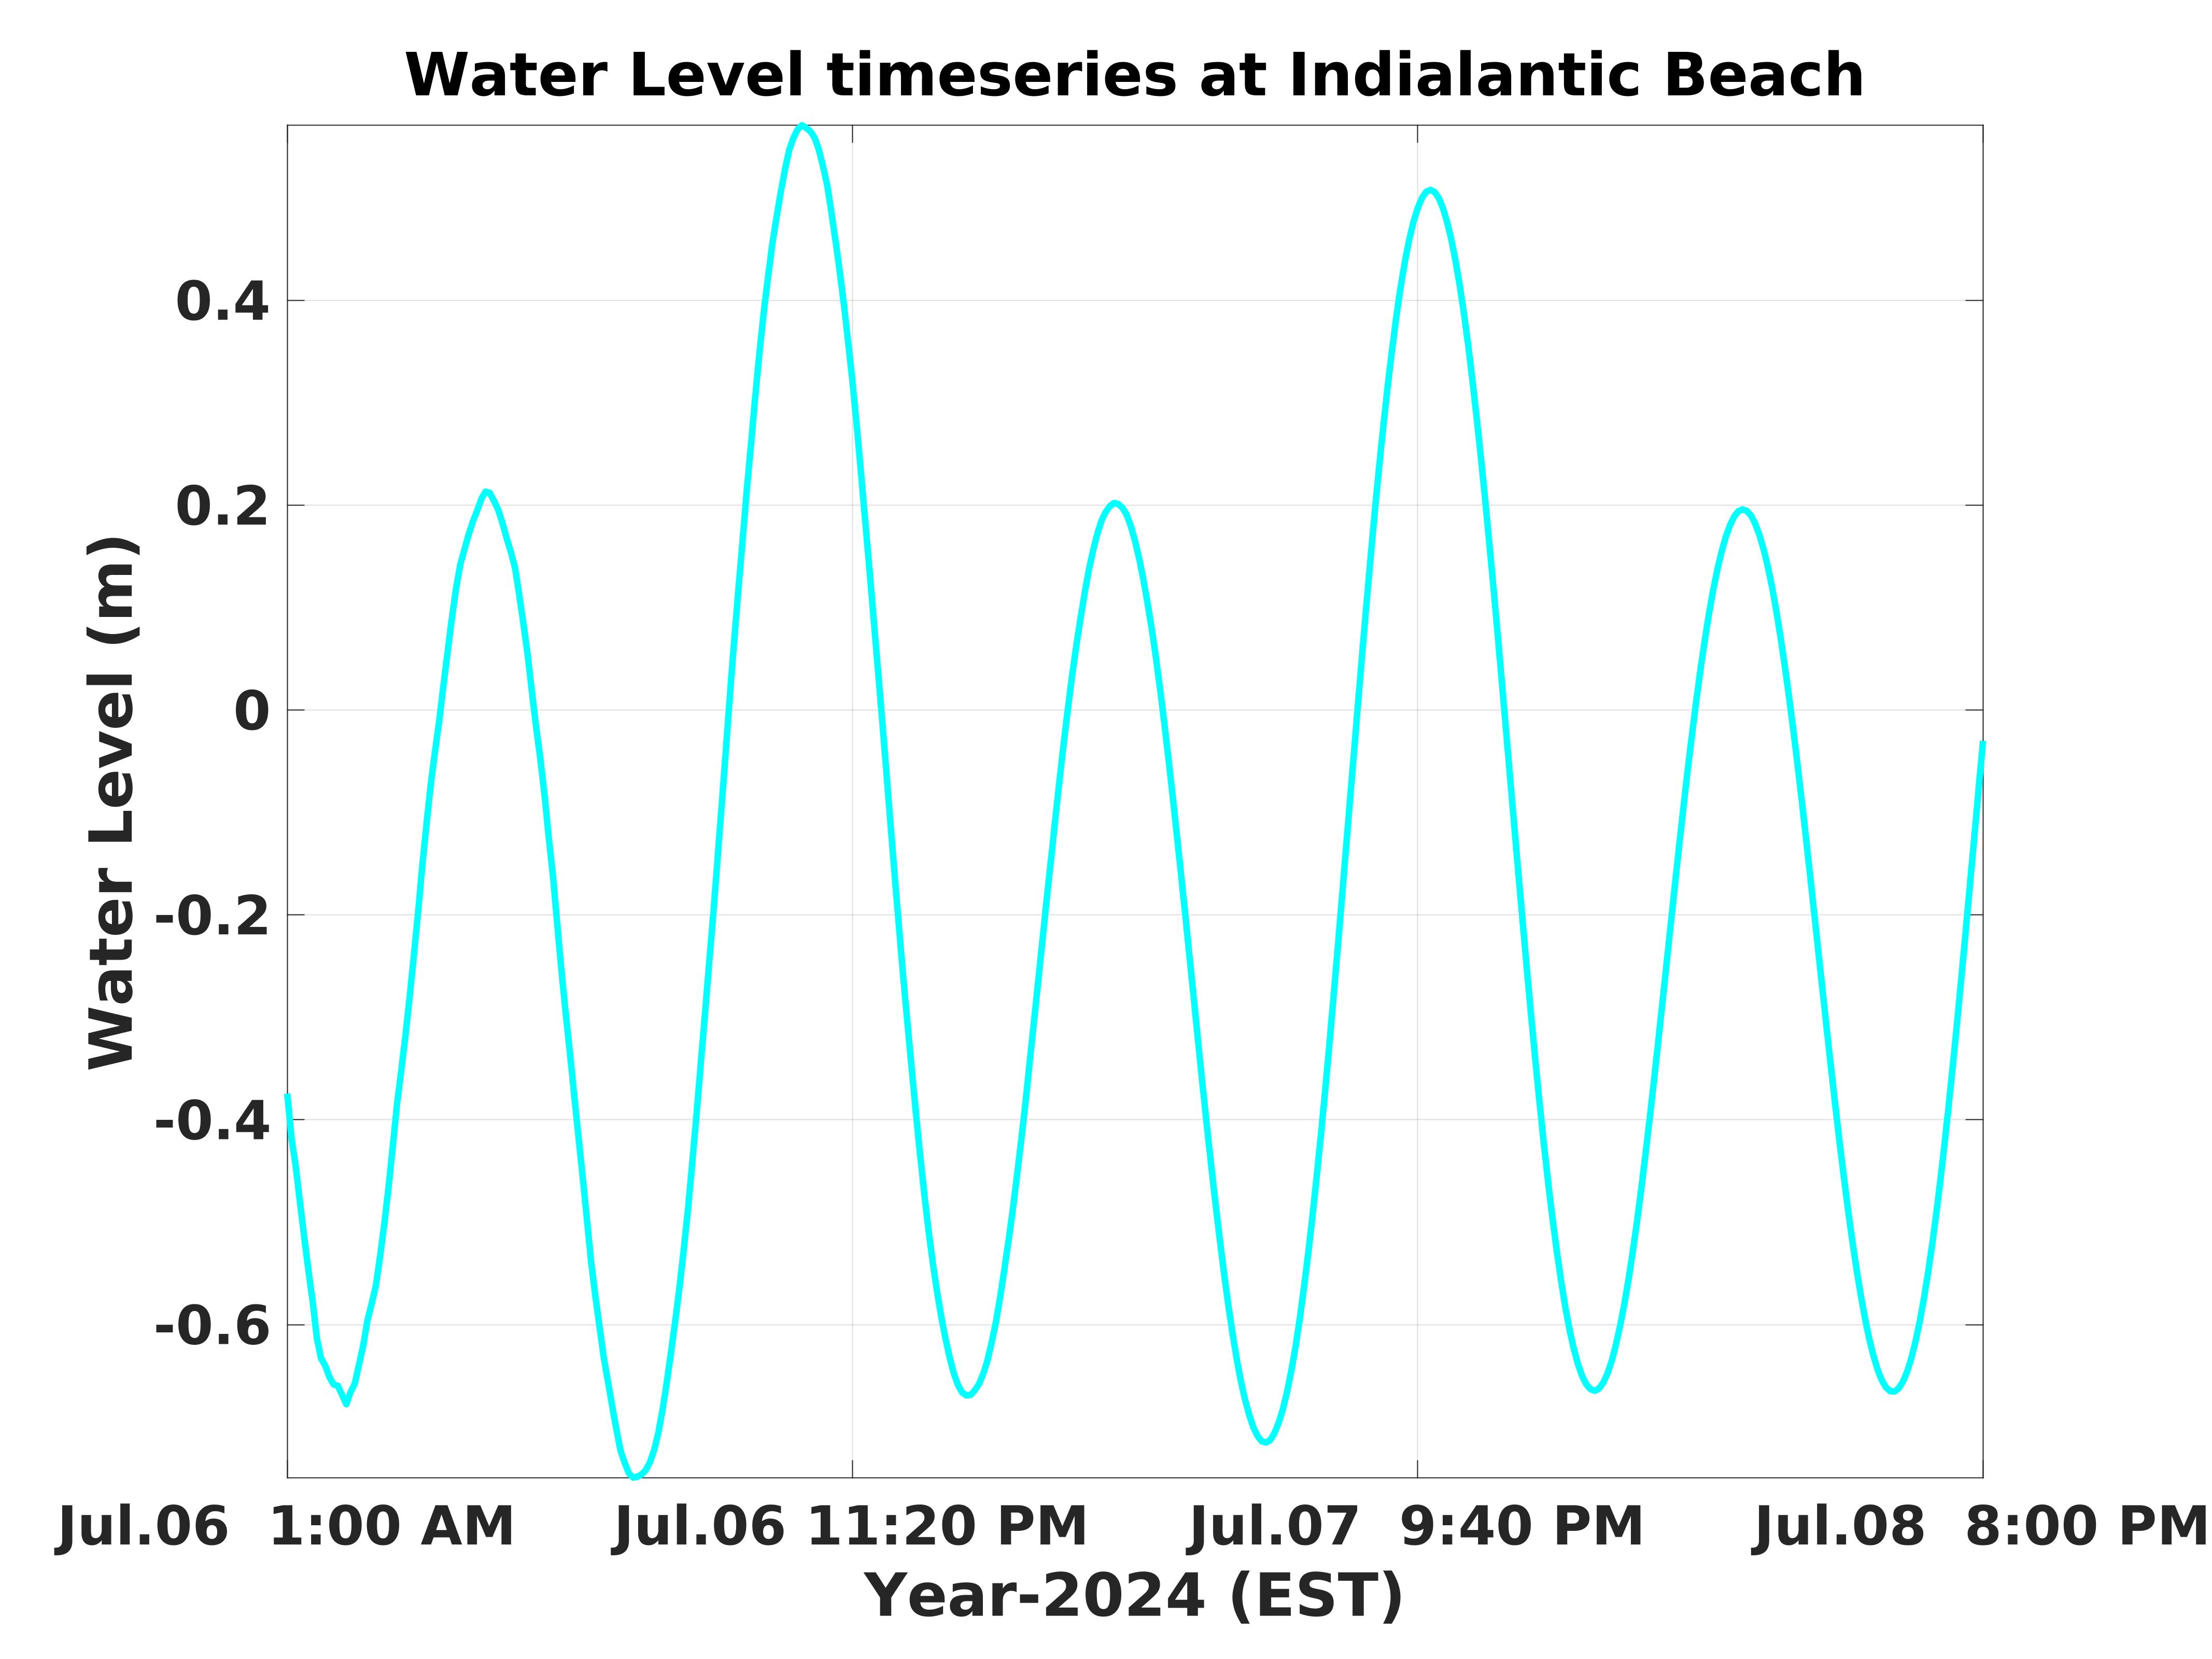 Water Level timeseries at Indialantic Beach
Water Level (m)
0.4
0.2
0
-0.2
-0.4
-0.6
Jul.06 1:00 AM Jul.06 11:20 PM Jul.07 9:40 PM Jul.08 8:00 PM
Year-2024 (EST)